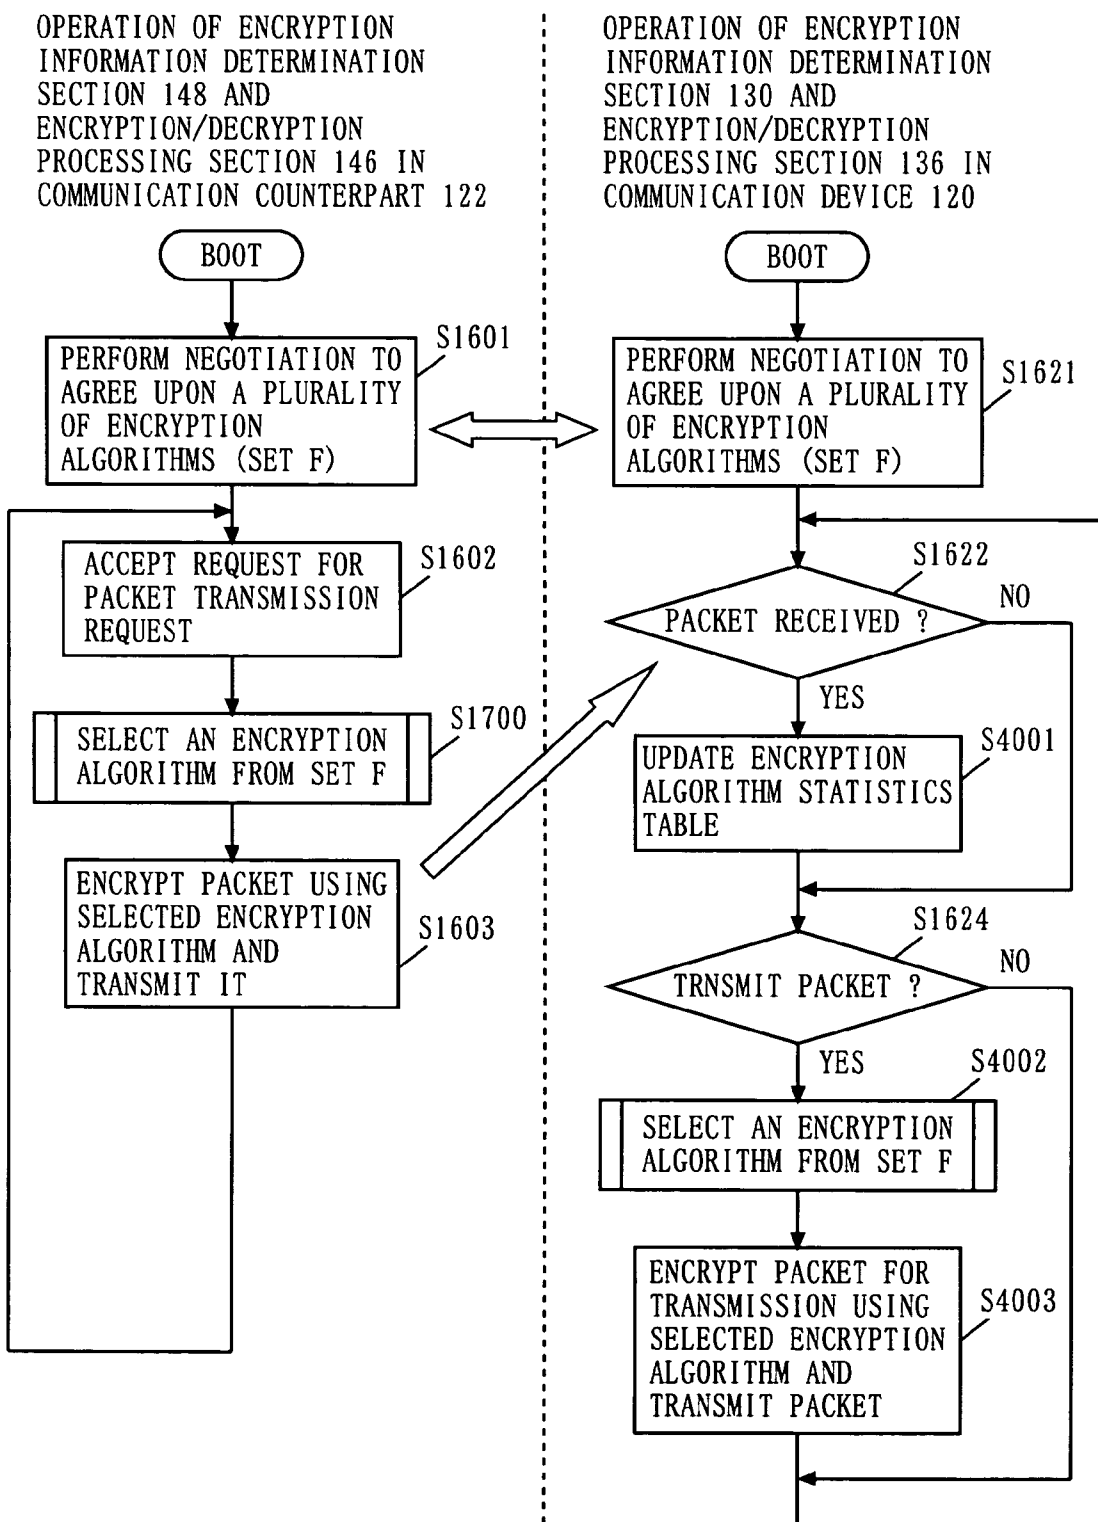 OPERATION OF ENCRYPTION
INFORMATION DETERMINATION
SECTION 148 AND
ENCRYPTION/DECRYPTION
PROCESSING SECTION 146 IN
COMMUNICATION COUNTERPART 122
BOOT
PERFORM NEGOTIATION TO
AGREE UPON A PLURALITY
OF ENCRYPTION
ALGORITHMS (SET F)
S1601
ACCEPT REQUEST FOR
PACKET TRANSMISSION
REQUEST
S1602
SELECT AN ENCRYPTION
ALGORITHM FROM SET F
S1700
ENCRYPT PACKET USING
SELECTED ENCRYPTION
ALGORITHM AND
TRANSMIT IT
S1603
OPERATION OF ENCRYPTION
INFORMATION DETERMINATION
SECTION 130 AND
ENCRYPTION/DECRYPTION
PROCESSING SECTION 136 IN
COMMUNICATION DEVICE 120
BOOT
PERFORM NEGOTIATION TO
AGREE UPON A PLURALITY
OF ENCRYPTION
ALGORITHMS (SET F)
S1621
PACKET RECEIVED ?
S1622
NO
YES
UPDATE ENCRYPTION
ALGORITHM STATISTICS
TABLE
S4001
TRNSMIT PACKET ?
S1624
NO
YES
SELECT AN ENCRYPTION
ALGORITHM FROM SET F
S4002
ENCRYPT PACKET FOR
TRANSMISSION USING
SELECTED ENCRYPTION
ALGORITHM AND
TRANSMIT PACKET
S4003